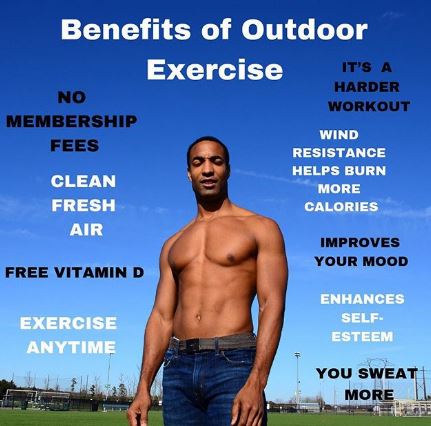 Benefits of Outdoor
Exercise
NO
MEMBERSHIP
FEES
CLEAN
FRESH
AIR
FREE VITAMIN D
EXERCISE
ANYTIME
IT'S A
HARDER
WORKOUT
WIND
RESISTANCE
HELPS BURN
MORE
CALORIES
IMPROVES
YOUR MOOD
ENHANCES
SELF-
ESTEEM
YOU SWEAT
MORE